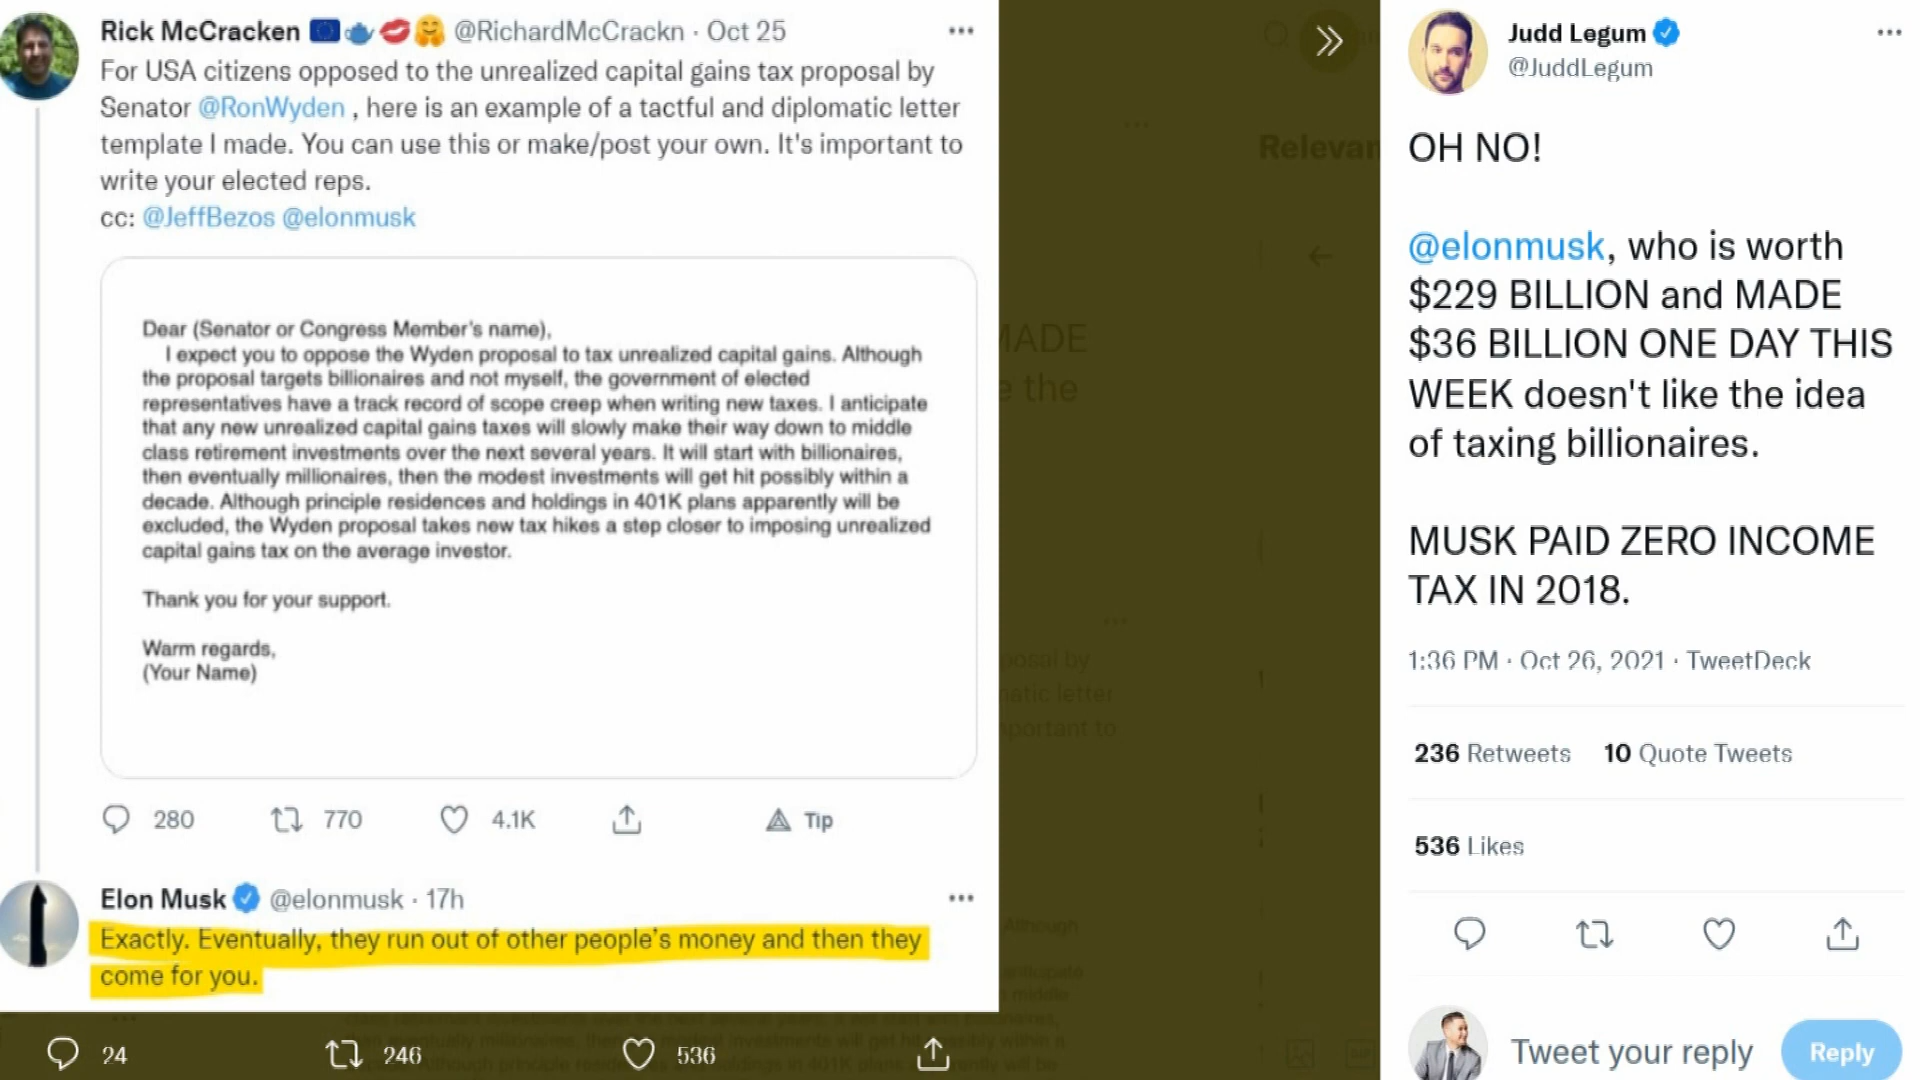 Rick McCracken @RichardMcCrackn · Oct 25
For USA citizens opposed to the unrealized capital gains tax proposal by
Senator @RonWyden , here is an example of a tactful and diplomatic letter
template I made. You can use this or make/post your own. It's important to
write your elected reps.
cc: @JeffBezos @elonmusk
Dear (Senator or Congress Member's name),
I expect you to oppose the Wyden proposal to tax unrealized capital gains. Although
the proposal targets billionaires and not myself, the government of elected
representatives have a track record of scope creep when writing new taxes. I anticipate
that any new unrealized capital gains taxes will slowly make their way down to middle
class retirement investments over the next several years. It will start with billionaires,
then eventually millionaires, then the modest investments will get hit possibly within a
decade. Although principle residences and holdings in 401K plans apparently will be
excluded, the Wyden proposal takes new tax hikes a step closer to imposing unrealized
capital gains tax on the average investor.
Thank you for your support.
Warm regards,
(Your Name)
280 770 4.1K Tip
Elon Musk @elonmusk · 17h
Exactly. Eventually, they run out of other people's money and then they
come for you.
24 246 536
Relevan
MADE
e the
posal by
matic letter
portant to
Although
anticipate
middle
Judd Legum
@JuddLegum
OH NO!
@elonmusk, who is worth
$229 BILLION and MADE
$36 BILLION ONE DAY THIS
WEEK doesn't like the idea
of taxing billionaires.
MUSK PAID ZERO INCOME
TAX IN 2018.
1:36 PM · Oct 26, 2021 · TweetDeck
236 Retweets 10 Quote Tweets
536 Likes
Tweet your reply
Reply